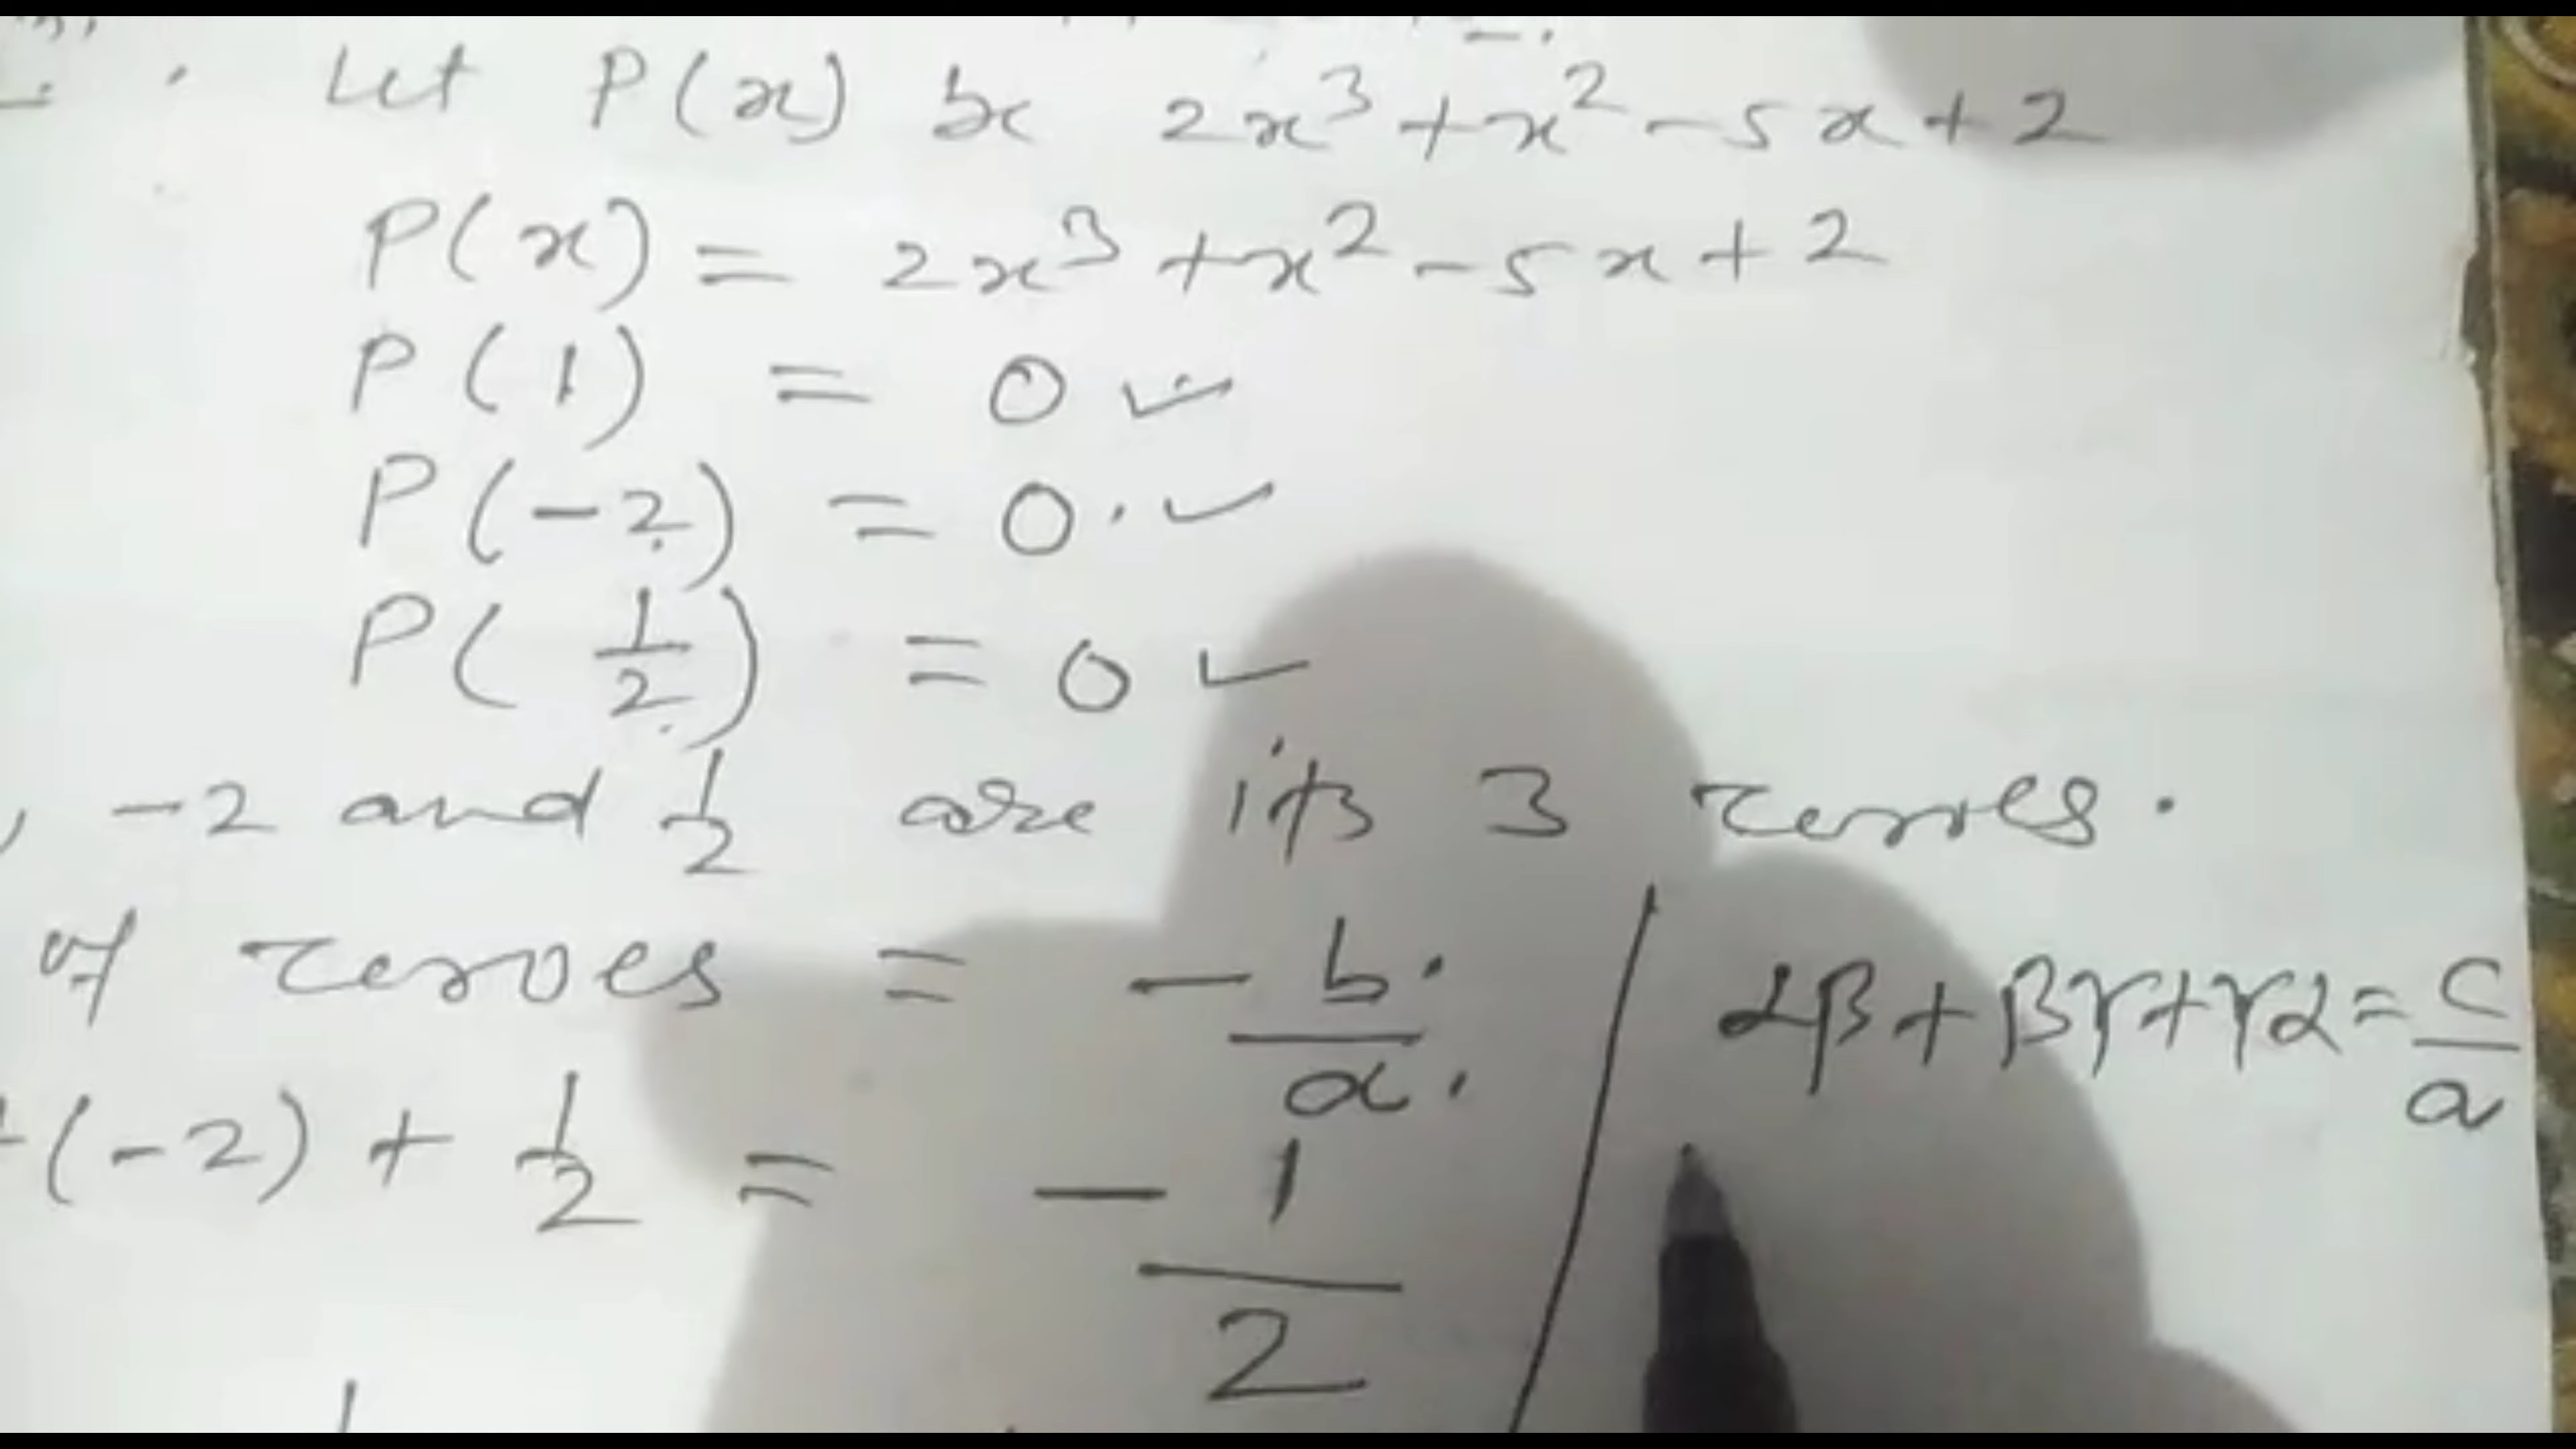 Let P(x) be 2x³+x²-5x+2
P(x) = 2x³+x²-5x+2
P(1) = 0 ✓
P(-2) = 0. ✓
P(1/2) = 0 ✓
, -2 and 1/2 are its 3 zeroes.
of zeroes = -b/a. | αβ+βγ+γα=c/a
+(-2) + 1/2 = -1/2